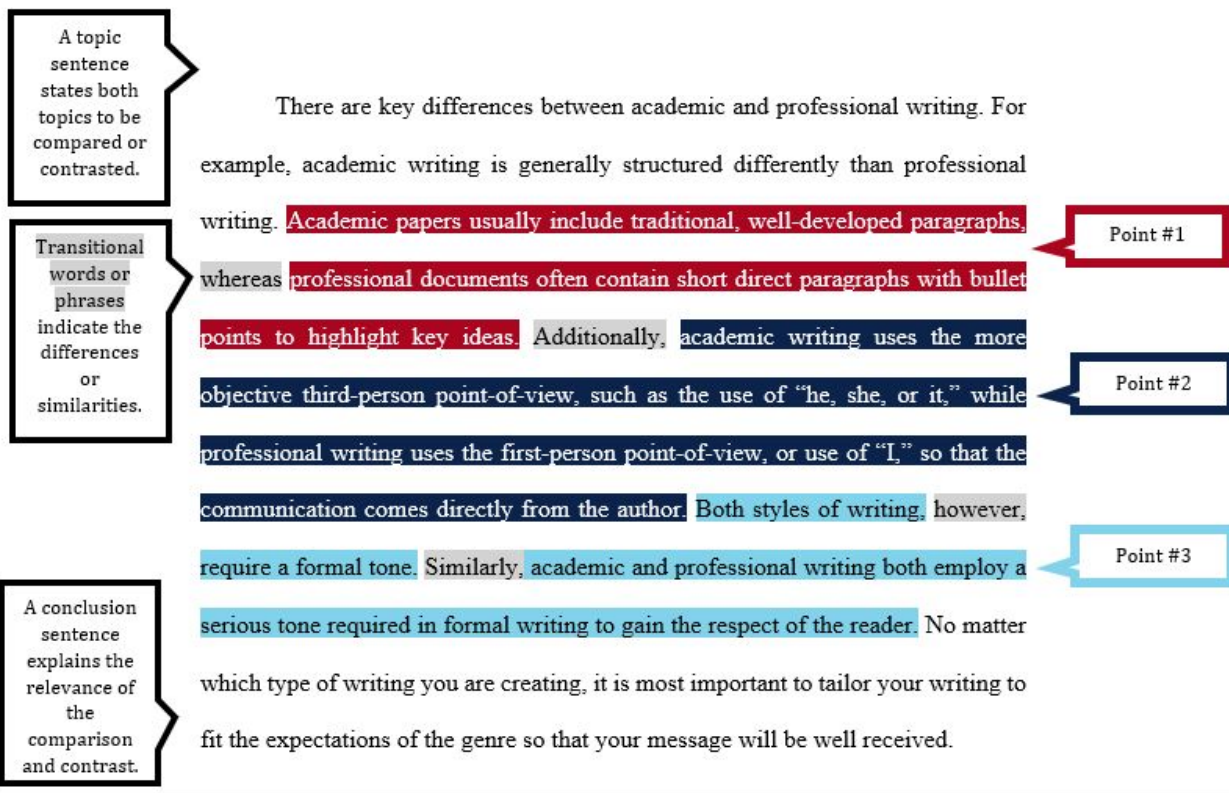 A topic
sentence
states both
topics to be
compared or
contrasted.
There are key differences between academic and professional writing. For
example, academic writing is generally structured differently than professional
writing. Academic papers usually include traditional, well-developed paragraphs,
whereas professional documents often contain short direct paragraphs with bullet
points to highlight key ideas. Additionally, academic writing uses the more
objective third-person point-of-view, such as the use of “he, she, or it,” while
professional writing uses the first-person point-of-view, or use of “I,” so that the
communication comes directly from the author. Both styles of writing, however,
require a formal tone. Similarly, academic and professional writing both employ a
serious tone required in formal writing to gain the respect of the reader. No matter
which type of writing you are creating, it is most important to tailor your writing to
fit the expectations of the genre so that your message will be well received.
Transitional
words or
phrases
indicate the
differences
or
similarities.
A conclusion
sentence
explains the
relevance of
the
comparison
and contrast.
Point #1
Point #2
Point #3